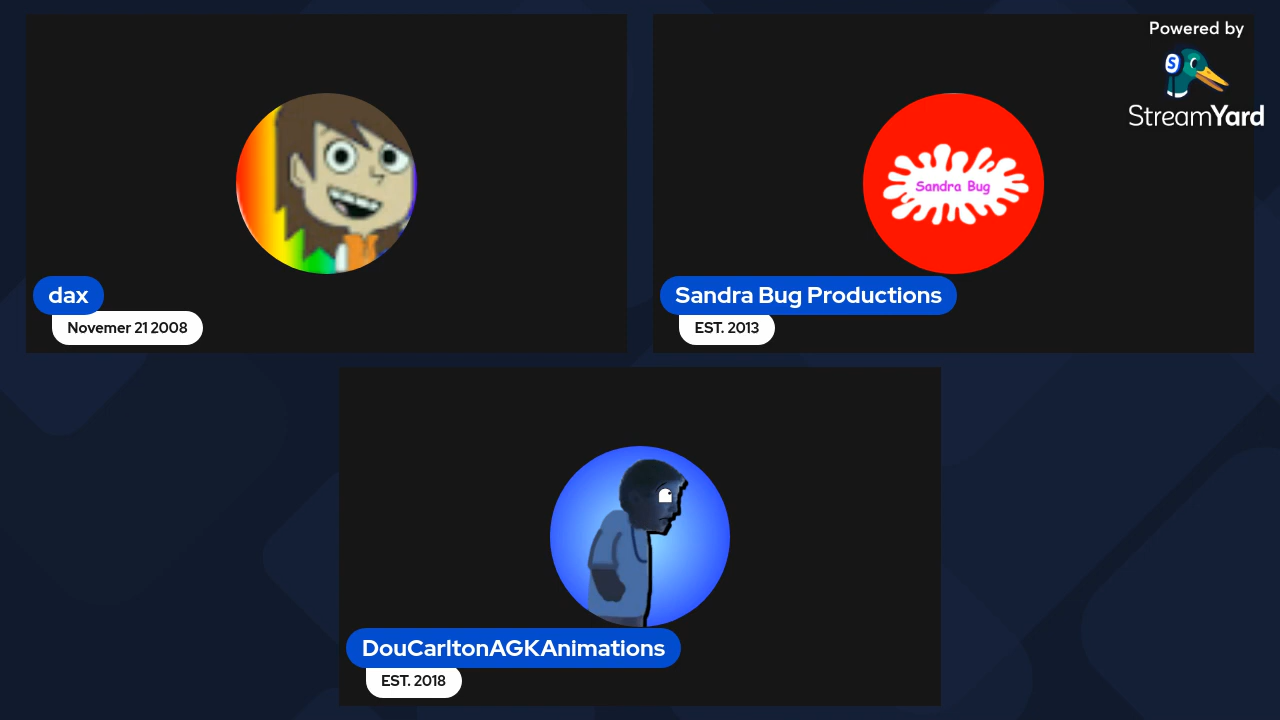 Powered by
S
StreamYard
Sandra Bug
dax
Novemer 21 2008
Sandra Bug Productions
EST. 2013
DouCarltonAGKAnimations
EST. 2018